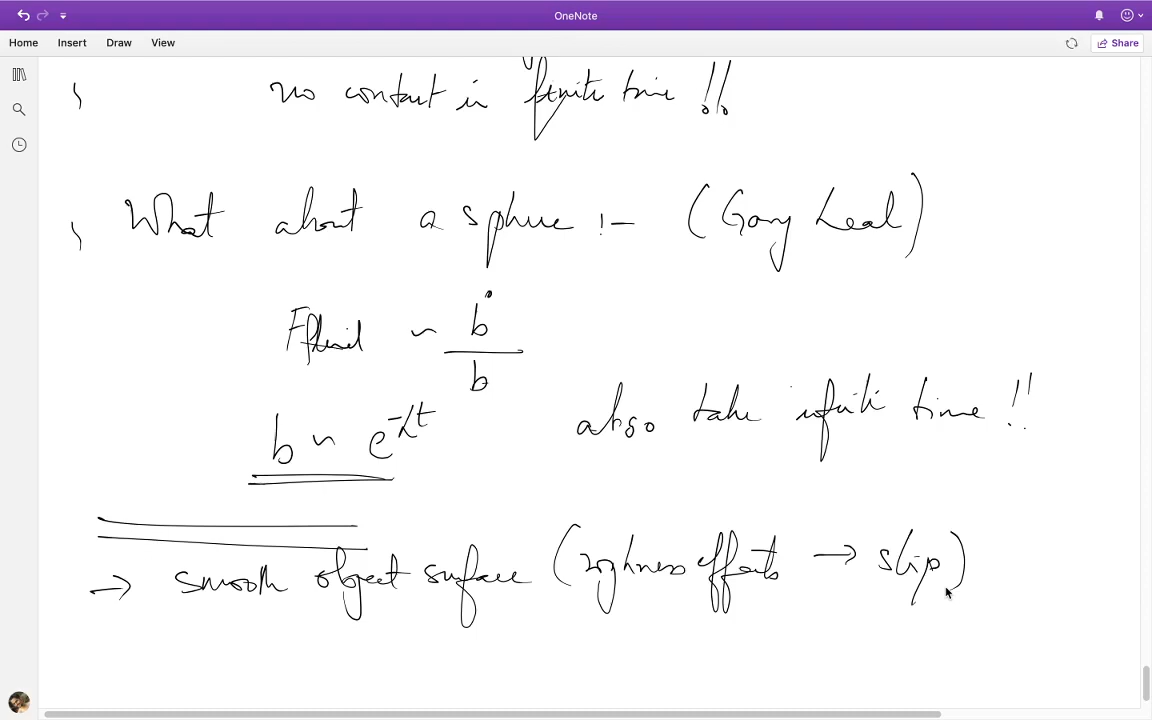 OneNote
Home Insert Draw View Share
no contact in finite time !!
What about a sphere :- (Gary Leal)
Ffluid ~ ḃ / b
b ~ e^-λt also take infinite time !!
→ smooth object surface (roghness effects → slip)